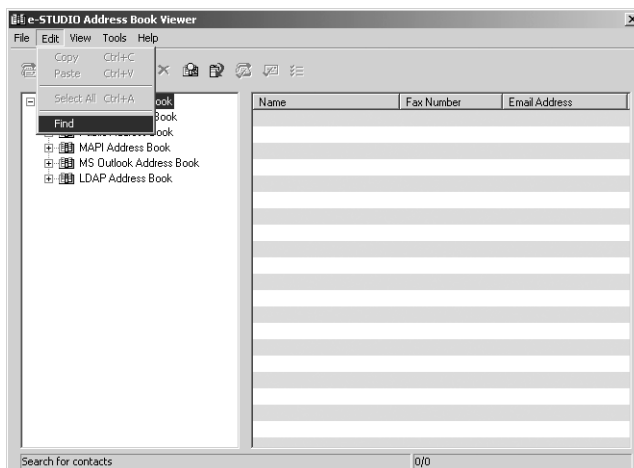 e-STUDIO Address Book Viewer
File Edit View Tools Help
Copy Ctrl+C
Paste Ctrl+V
Select All Ctrl+A
Find
ook
Book
ook
MAPI Address Book
MS Outlook Address Book
LDAP Address Book
Name Fax Number Email Address
Search for contacts 0/0